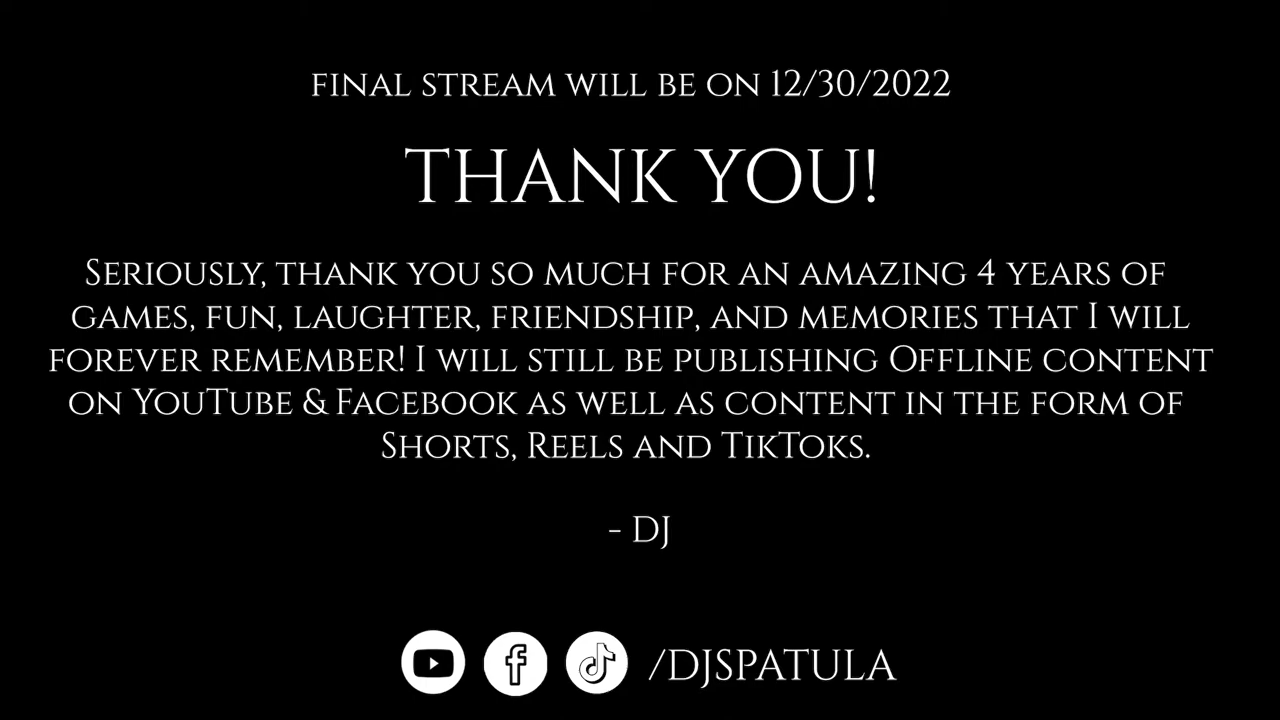 FINAL STREAM WILL BE ON 12/30/2022
THANK YOU!
Seriously, thank you so much for an amazing 4 years of
games, fun, laughter, friendship, and memories that I will
forever remember! I will still be publishing Offline content
on YouTube & Facebook as well as content in the form of
Shorts, Reels and TikToks.
- DJ
/DJSPATULA